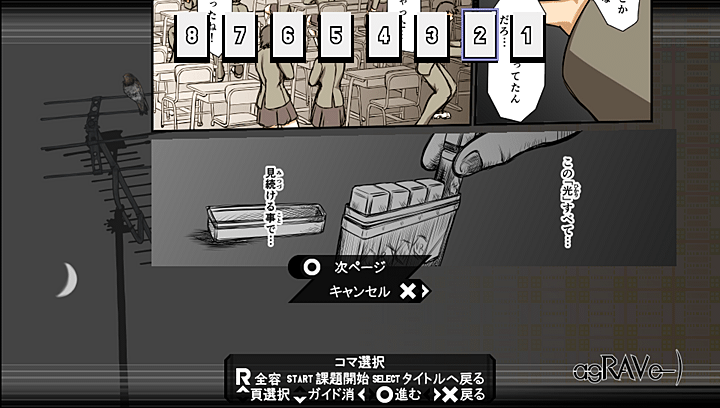 8 7 6 5 4 3 2 1
だろ…
ってたん
ったね!
この「光」すべて…
見続ける事で…
次ページ
キャンセル
コマ選択
R 全容 START 課題開始 SELECT タイトルへ戻る
頁選択 ガイド消 進む 戻る
agRAVe-)